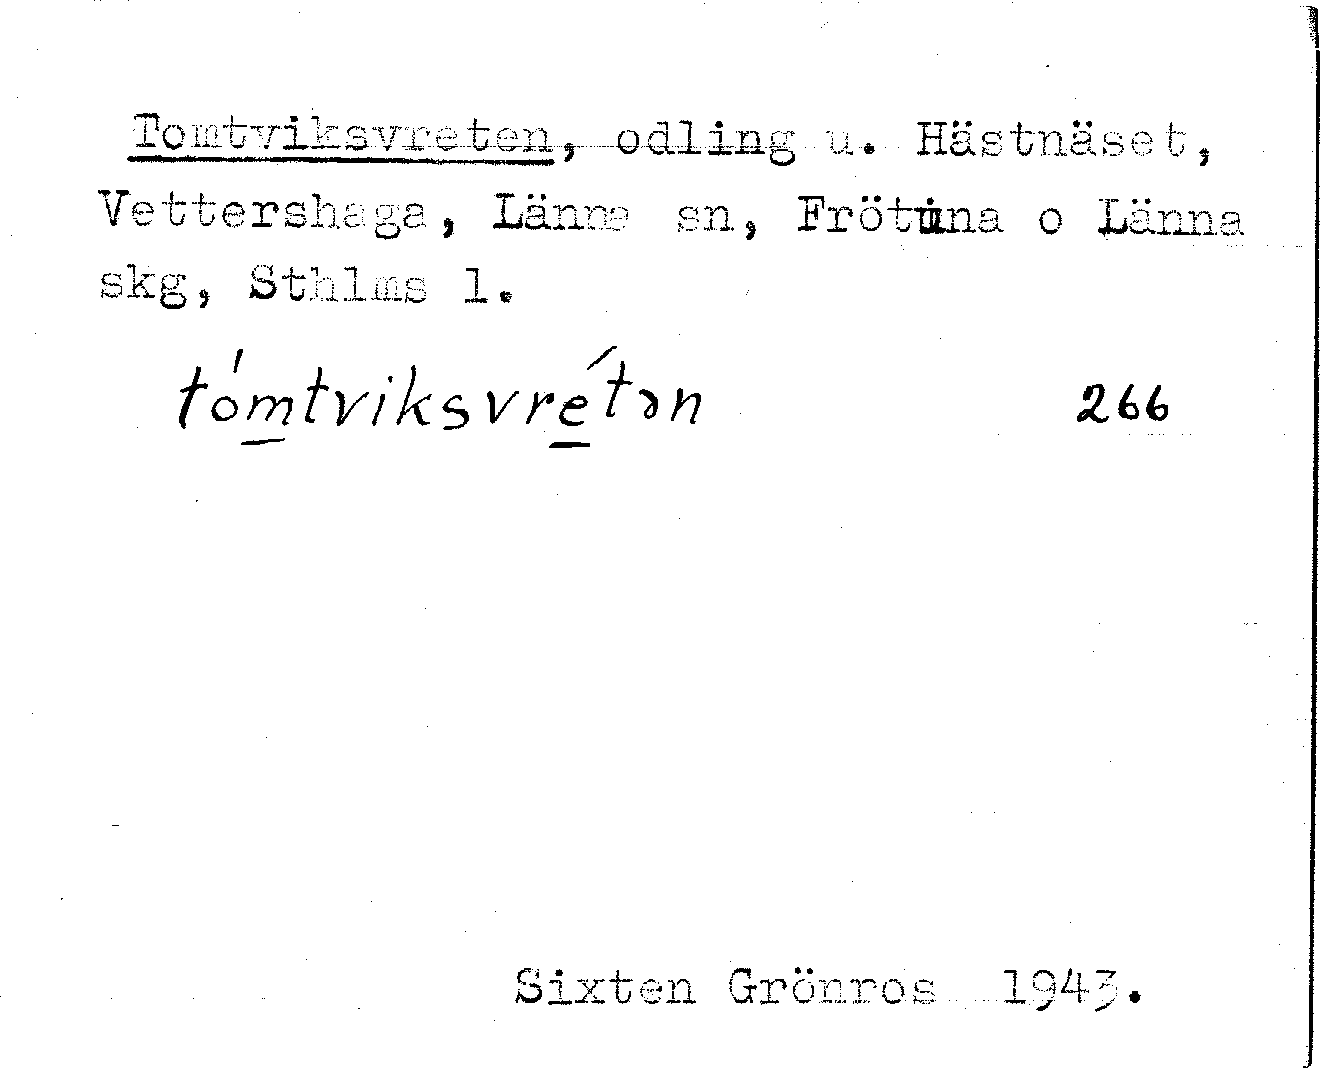 Tomtviksvreten, odling u. Hästnäset,
Vettershaga, Länna sn, Frötuna o Länna
skg, Sthlms l.
tómtviksvrétən 266
Sixten Grönros 1943.